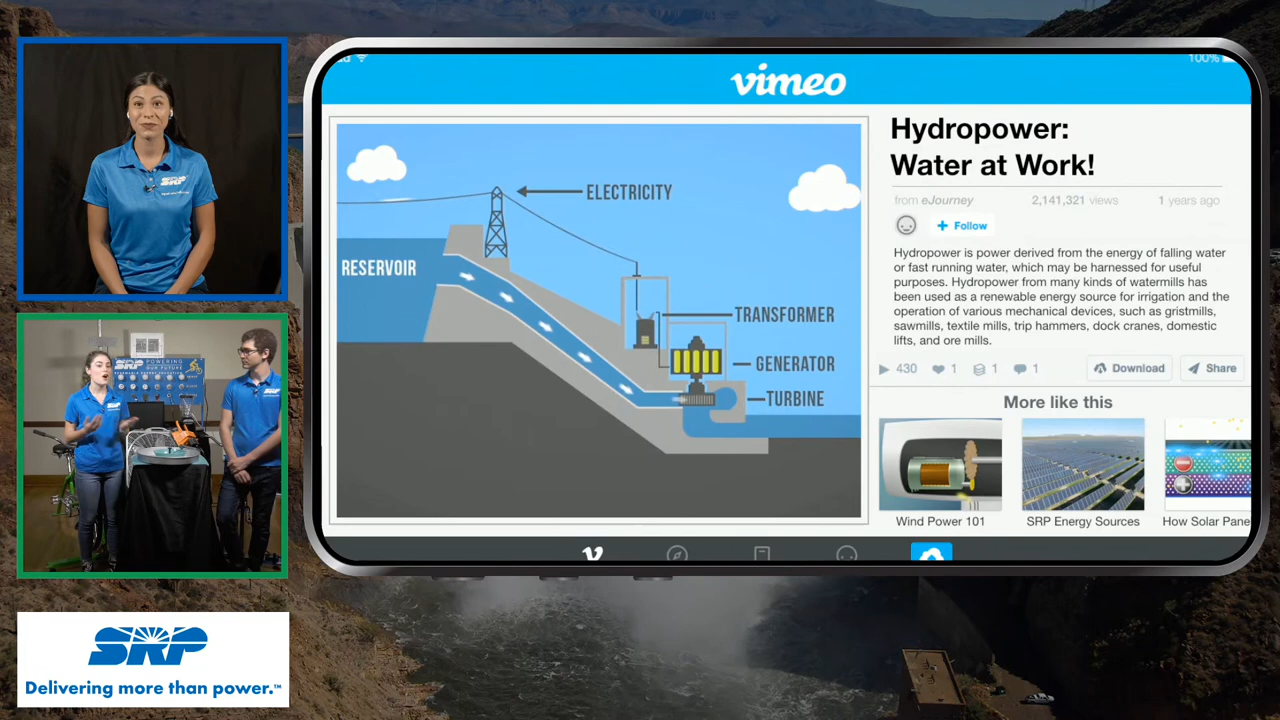 SRP
SRP
POWERING
OUR FUTURE
SRP
Delivering more than power.™
100%
vimeo
ELECTRICITY
RESERVOIR
TRANSFORMER
GENERATOR
TURBINE
Hydropower:
Water at Work!
from eJourney 2,141,321 views 1 years ago
+ Follow
Hydropower is power derived from the energy of falling water
or fast running water, which may be harnessed for useful
purposes. Hydropower from many kinds of watermills has
been used as a renewable energy source for irrigation and the
operation of various mechanical devices, such as gristmills,
sawmills, textile mills, trip hammers, dock cranes, domestic
lifts, and ore mills.
430 1 1 1 Download Share
More like this
Wind Power 101 SRP Energy Sources How Solar Pane